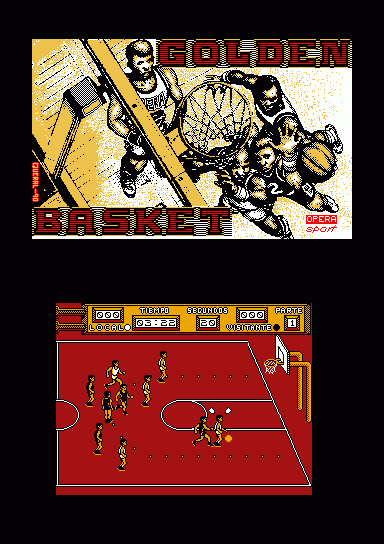 GOLDEN
BASKET
OPERA
sport
000 TIEMPO SEGUNDOS 000 PARTE
LOCAL 03:22 20 VISITANTE 1